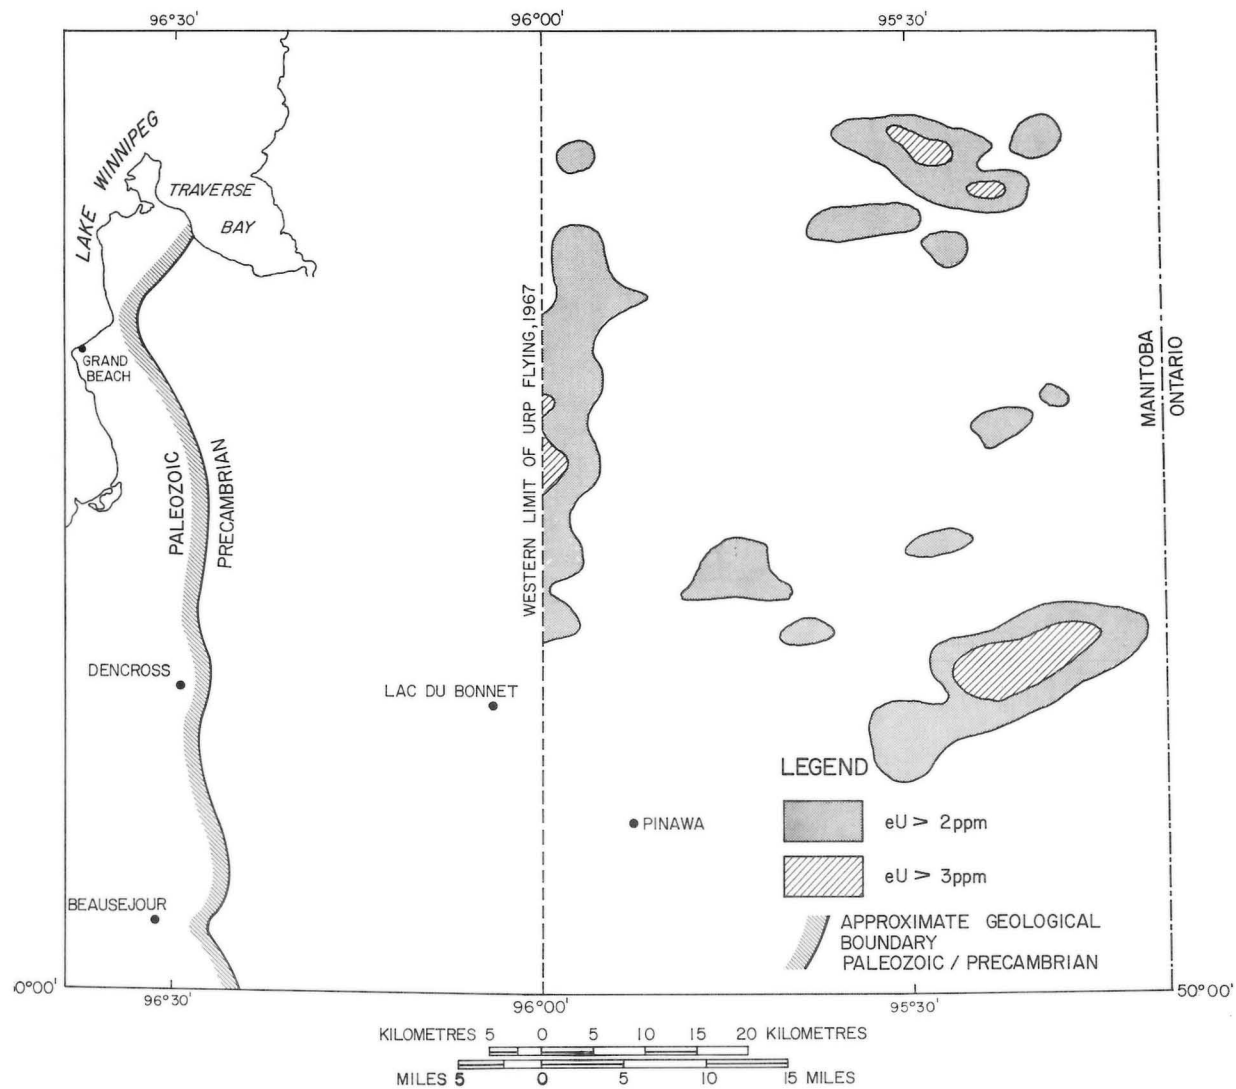 96°30'
96°00'
95°30'
LAKE WINNIPEG
TRAVERSE
BAY
GRAND
BEACH
PALEOZOIC
PRECAMBRIAN
WESTERN LIMIT OF URP FLYING, 1967
MANITOBA
ONTARIO
DENCROSS
LAC DU BONNET
PINAWA
BEAUSEJOUR
LEGEND
eU > 2ppm
eU > 3ppm
APPROXIMATE GEOLOGICAL
BOUNDARY
PALEOZOIC / PRECAMBRIAN
0°00'
50°00'
96°30'
96°00'
95°30'
KILOMETRES 5 0 5 10 15 20 KILOMETRES
MILES 5 0 5 10 15 MILES